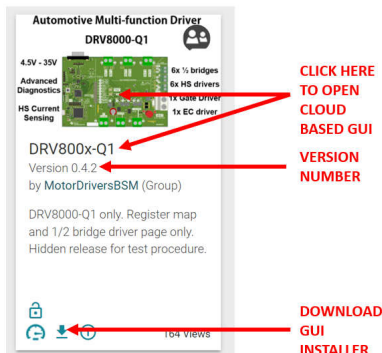 Automotive Multi-function Driver
DRV8000-Q1
4.5V - 35V
Advanced
Diagnostics
HS Current
Sensing
6x ½ bridges
6x HS drivers
1x Gate Driver
1x EC driver
CLICK HERE
TO OPEN
CLOUD
BASED GUI
DRV800x-Q1
Version 0.4.2
VERSION
NUMBER
by MotorDriversBSM (Group)
DRV8000-Q1 only. Register map
and 1/2 bridge driver page only.
Hidden release for test procedure.
164 Views
DOWNLOAD
GUI
INSTALLER